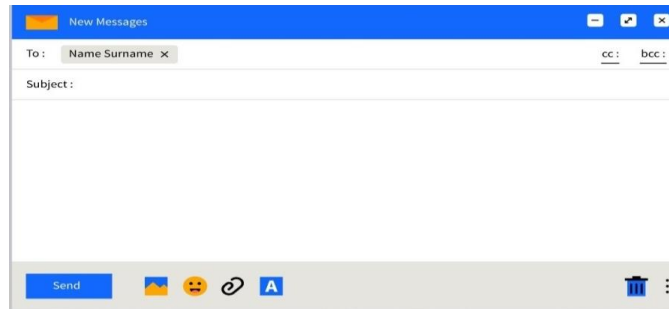 New Messages
To : Name Surname × cc : bcc :
Subject :
Send A